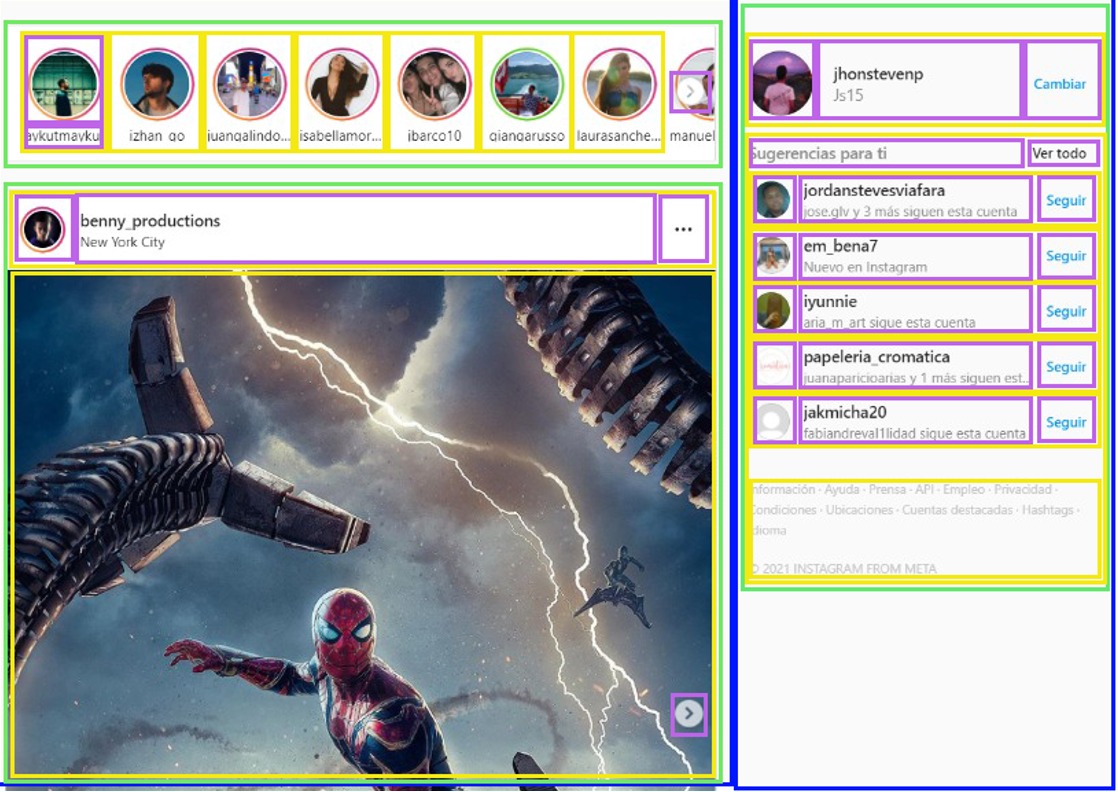 aykutmayku
izhan_go
juangalindo...
isabellamor...
jbarco10
giangarusso
laurasanche...
manuel
benny_productions
New York City
...
jhonstevenp
Js15
Cambiar
Sugerencias para ti
Ver todo
jordanstevesviafara
jose.glv y 3 más siguen esta cuenta
Seguir
em_bena7
Nuevo en Instagram
Seguir
iyunnie
aria_m_art sigue esta cuenta
Seguir
papeleria_cromatica
juanaparicioarias y 1 más siguen est...
Seguir
jakmicha20
fabiandreval1lidad sigue esta cuenta
Seguir
Información · Ayuda · Prensa · API · Empleo · Privacidad ·
Condiciones · Ubicaciones · Cuentas destacadas · Hashtags ·
Idioma
© 2021 INSTAGRAM FROM META